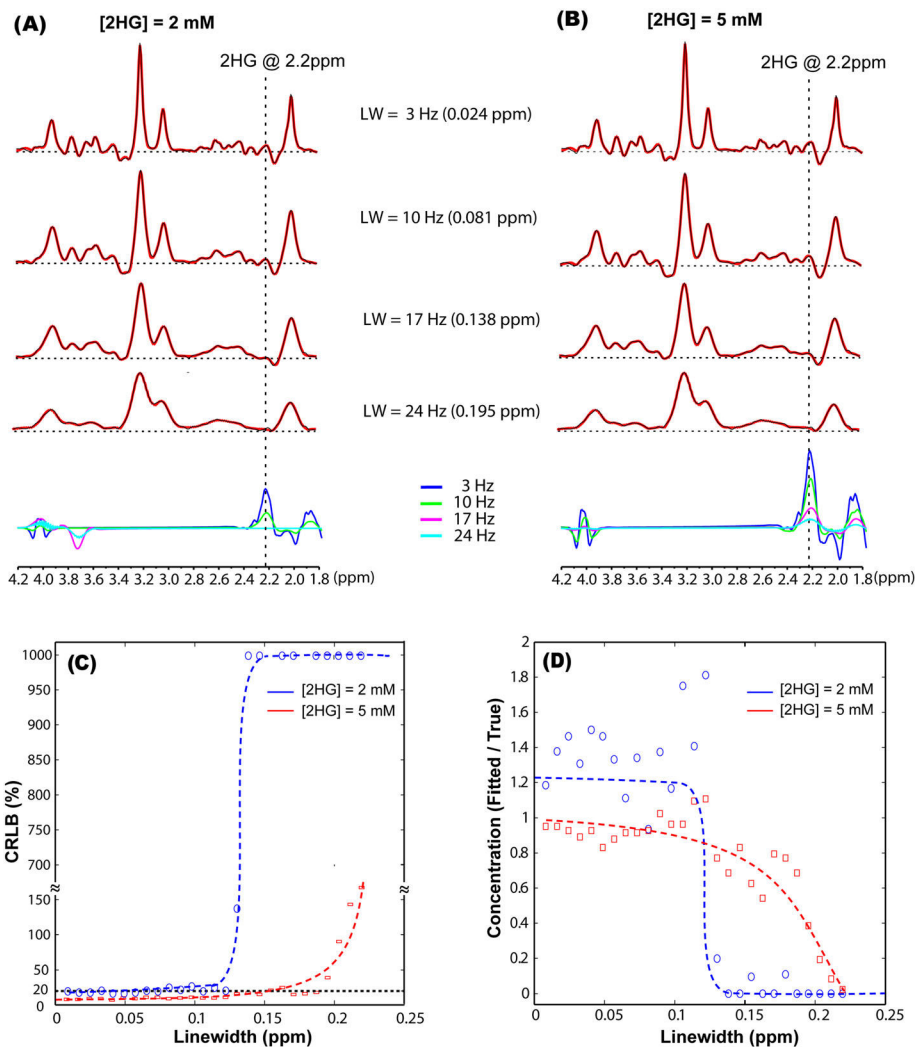 (A)
[2HG] = 2 mM
2HG @ 2.2ppm
(B)
[2HG] = 5 mM
2HG @ 2.2ppm
LW = 3 Hz (0.024 ppm)
LW = 10 Hz (0.081 ppm)
LW = 17 Hz (0.138 ppm)
LW = 24 Hz (0.195 ppm)
3 Hz
10 Hz
17 Hz
24 Hz
4.2 4.0 3.8 3.6 3.4 3.2 3.0 2.8 2.6 2.4 2.2 2.0 1.8 (ppm)
4.2 4.0 3.8 3.6 3.4 3.2 3.0 2.8 2.6 2.4 2.2 2.0 1.8 (ppm)
(C)
[2HG] = 2 mM
[2HG] = 5 mM
CRLB (%)
1000
950
900
850
800
750
700
150
100
50
20
0
0 0.05 0.1 0.15 0.2 0.25
Linewidth (ppm)
(D)
[2HG] = 2 mM
[2HG] = 5 mM
Concentration (Fitted / True)
2
1.8
1.6
1.4
1.2
1
0.8
0.6
0.4
0.2
0
0 0.05 0.1 0.15 0.2 0.25
Linewidth (ppm)